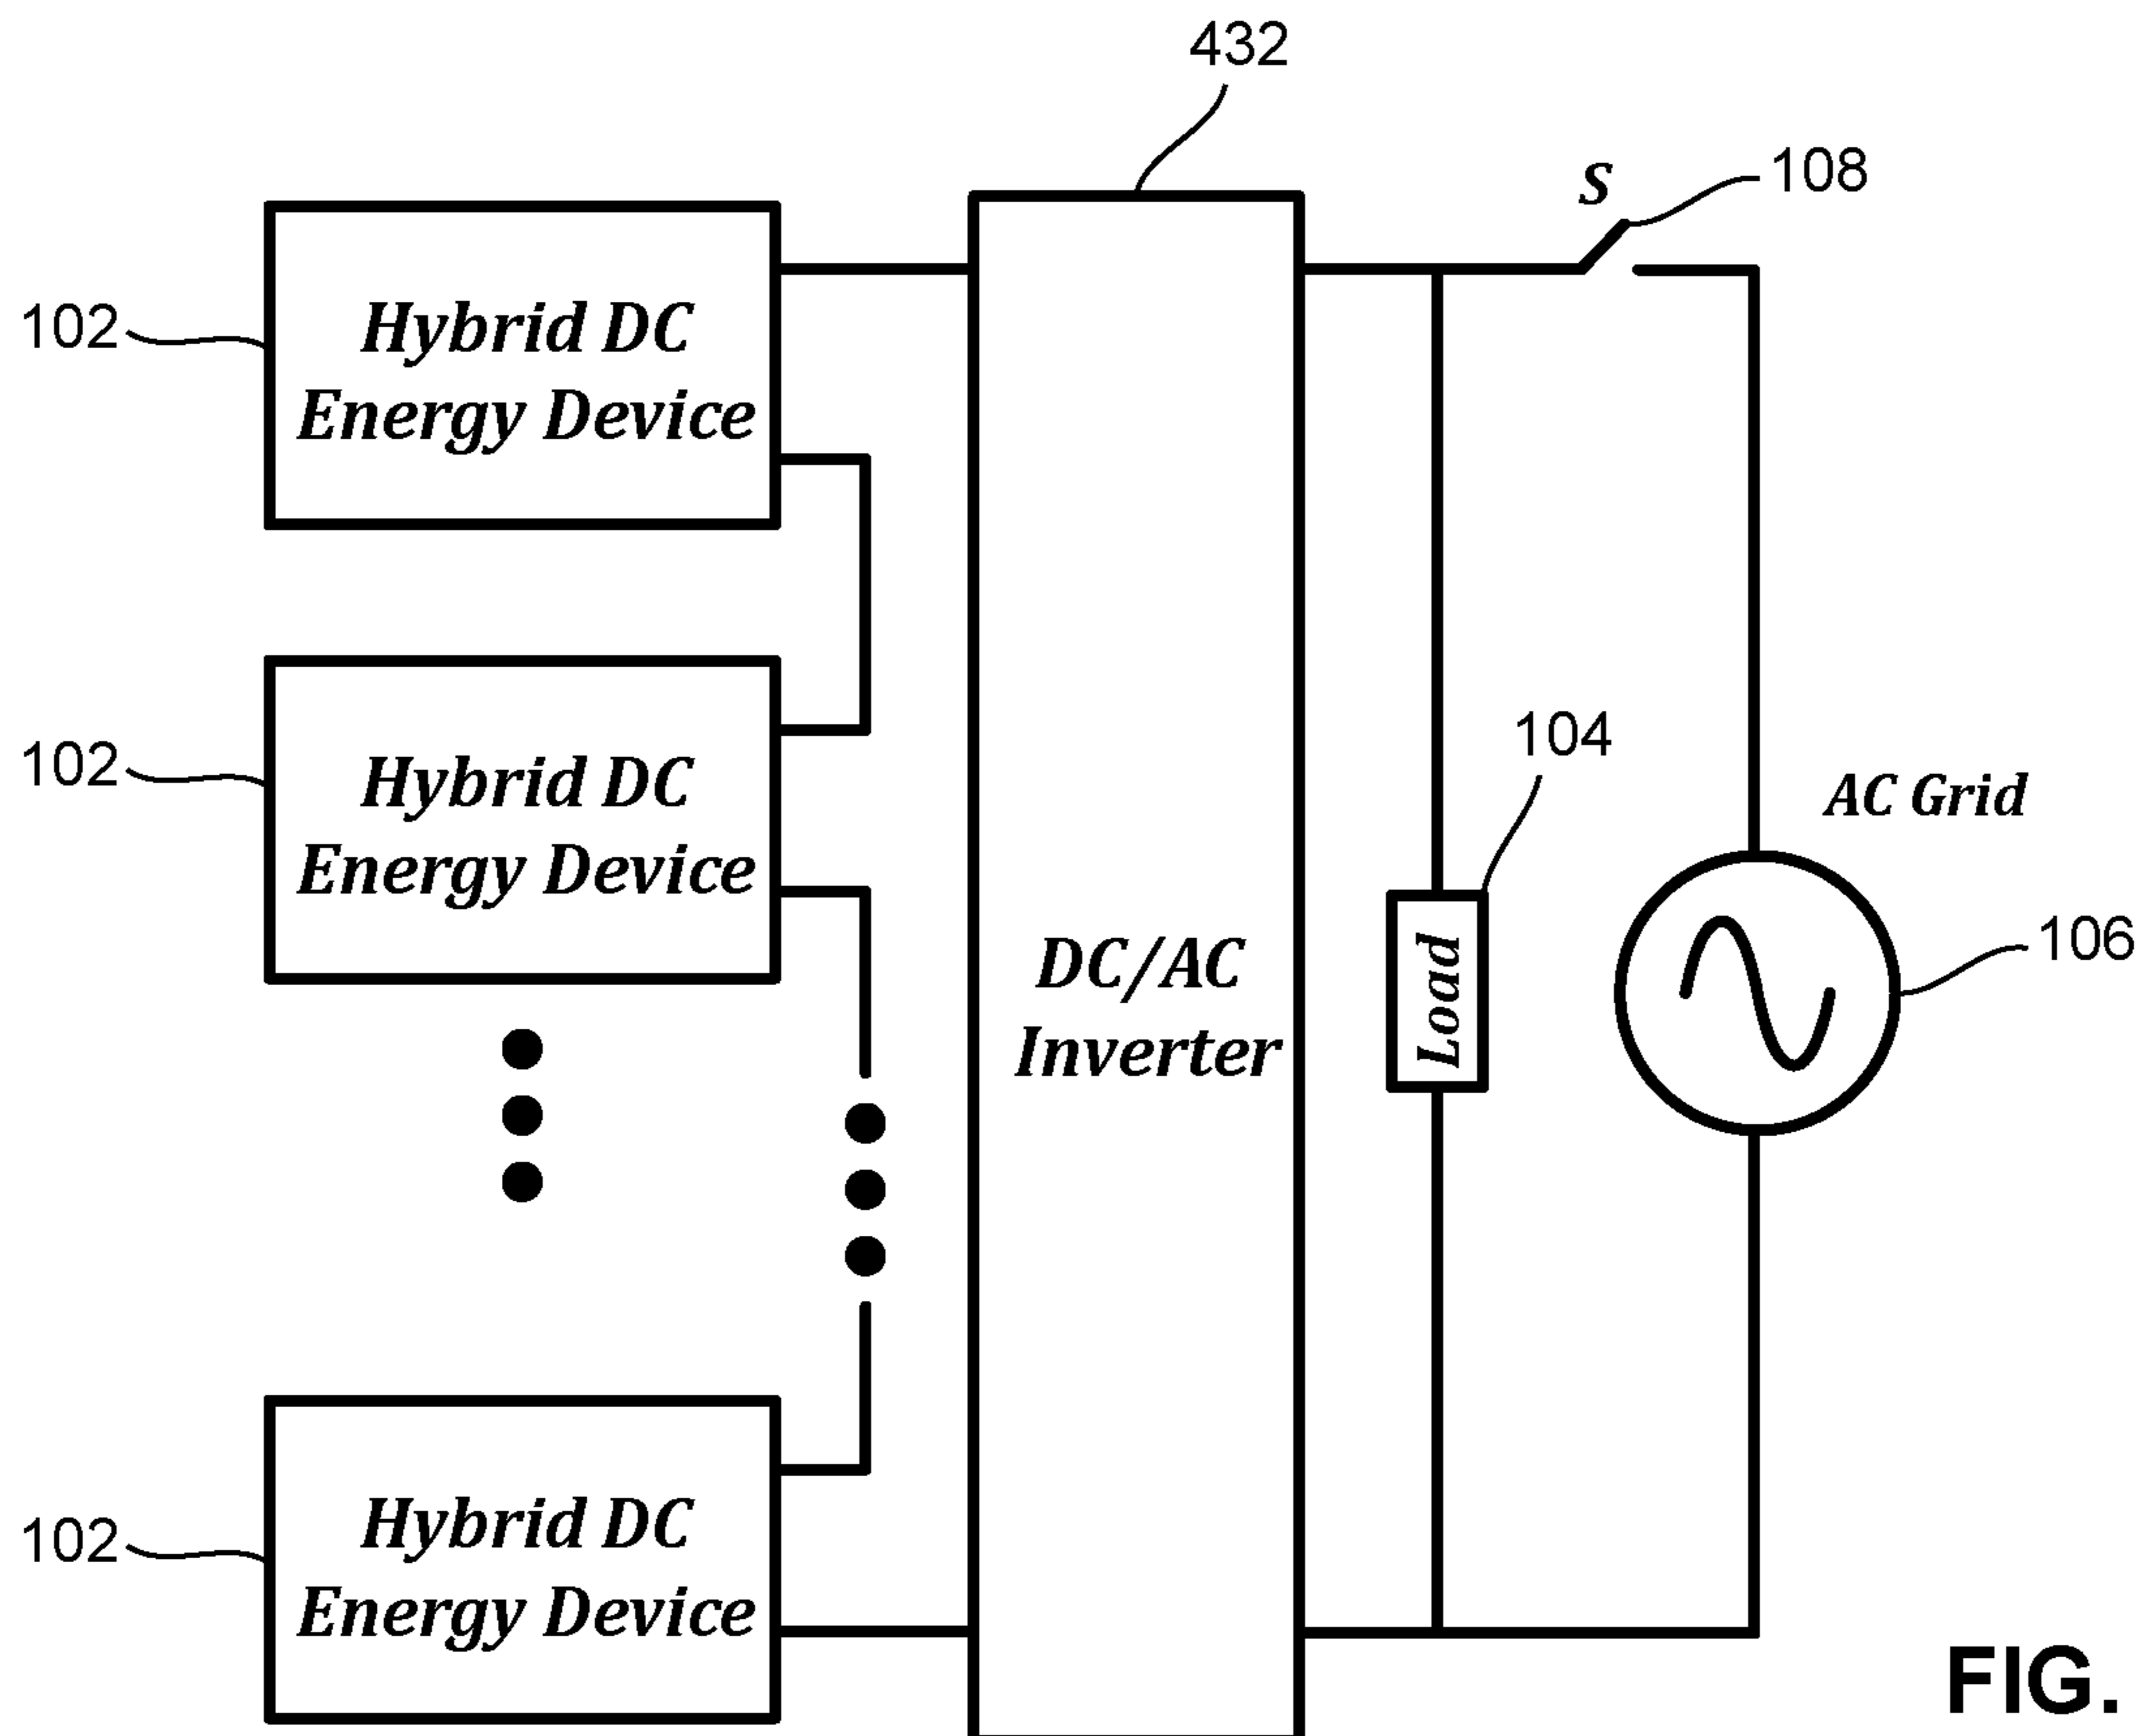 432
S
108
102
Hybrid DC
Energy Device
102
Hybrid DC
Energy Device
104
AC Grid
DC/AC
Inverter
Load
106
102
Hybrid DC
Energy Device
FIG.